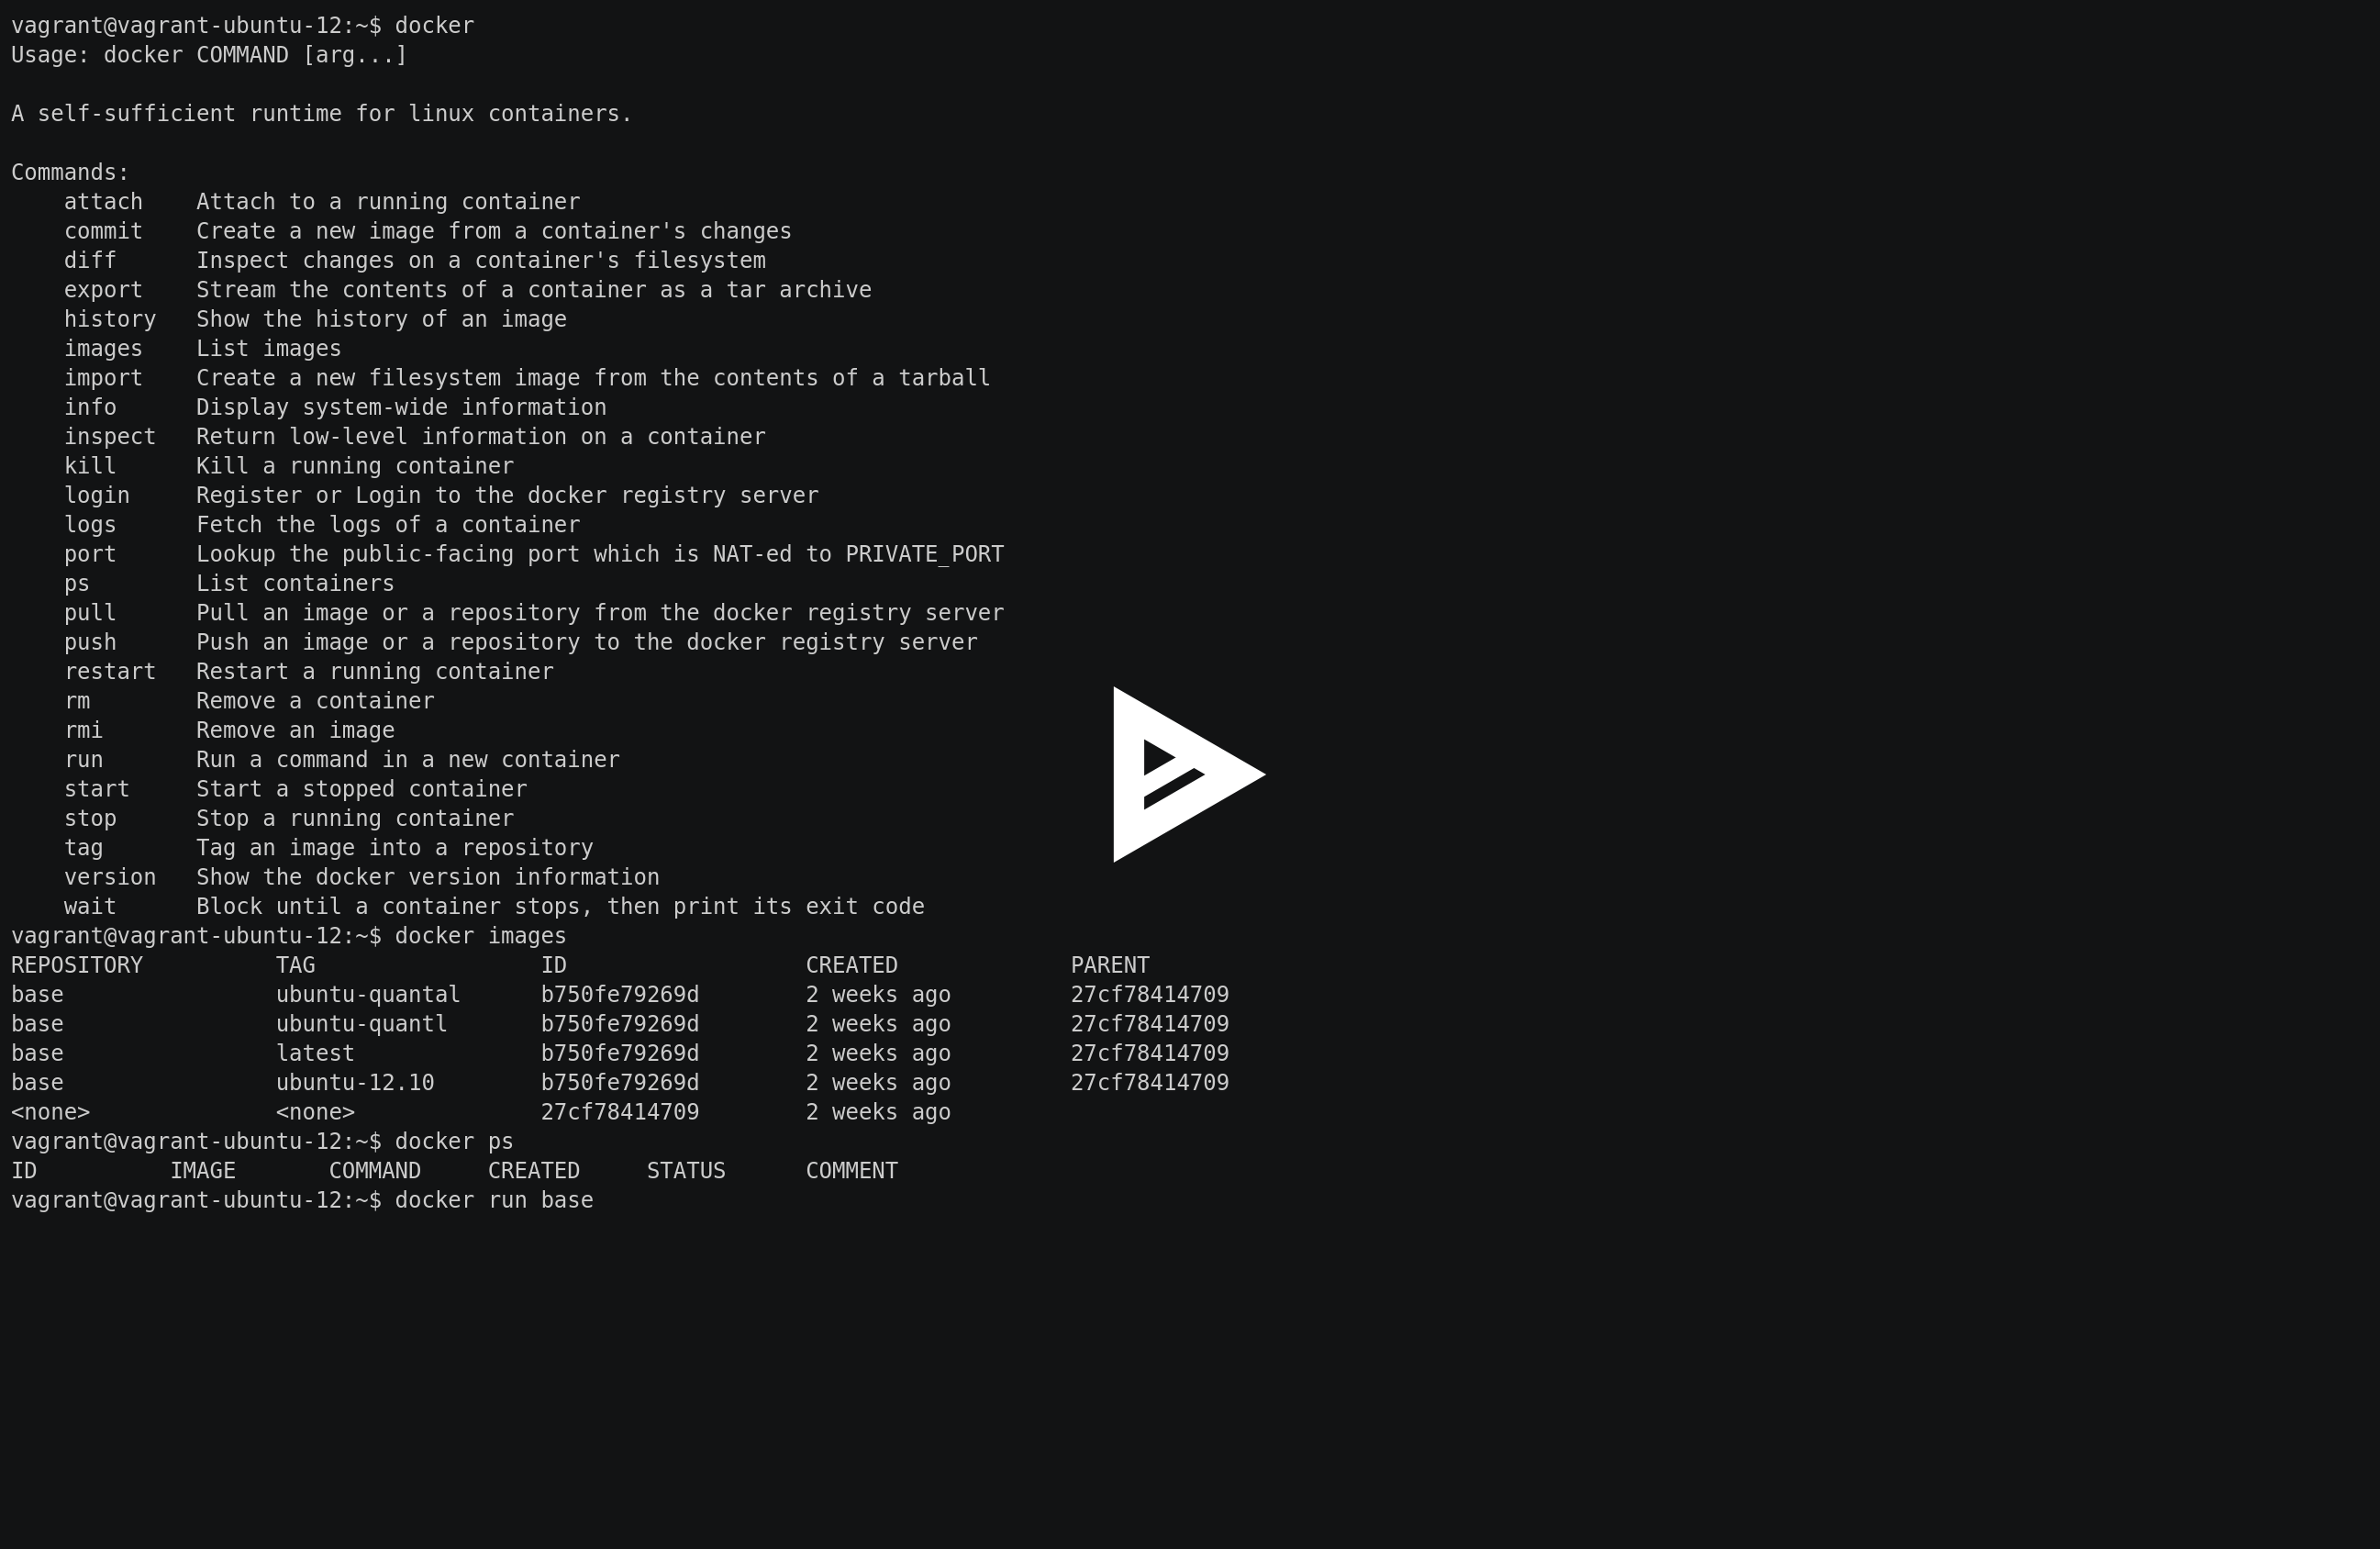 vagrant@vagrant-ubuntu-12:~$ docker
Usage: docker COMMAND [arg...]

A self-sufficient runtime for linux containers.

Commands:
    attach    Attach to a running container
    commit    Create a new image from a container's changes
    diff      Inspect changes on a container's filesystem
    export    Stream the contents of a container as a tar archive
    history   Show the history of an image
    images    List images
    import    Create a new filesystem image from the contents of a tarball
    info      Display system-wide information
    inspect   Return low-level information on a container
    kill      Kill a running container
    login     Register or Login to the docker registry server
    logs      Fetch the logs of a container
    port      Lookup the public-facing port which is NAT-ed to PRIVATE_PORT
    ps        List containers
    pull      Pull an image or a repository from the docker registry server
    push      Push an image or a repository to the docker registry server
    restart   Restart a running container
    rm        Remove a container
    rmi       Remove an image
    run       Run a command in a new container
    start     Start a stopped container
    stop      Stop a running container
    tag       Tag an image into a repository
    version   Show the docker version information
    wait      Block until a container stops, then print its exit code
vagrant@vagrant-ubuntu-12:~$ docker images
REPOSITORY          TAG                 ID                  CREATED             PARENT
base                ubuntu-quantal      b750fe79269d        2 weeks ago         27cf78414709
base                ubuntu-quantl       b750fe79269d        2 weeks ago         27cf78414709
base                latest              b750fe79269d        2 weeks ago         27cf78414709
base                ubuntu-12.10        b750fe79269d        2 weeks ago         27cf78414709
<none>              <none>              27cf78414709        2 weeks ago
vagrant@vagrant-ubuntu-12:~$ docker ps
ID          IMAGE       COMMAND     CREATED     STATUS      COMMENT
vagrant@vagrant-ubuntu-12:~$ docker run base